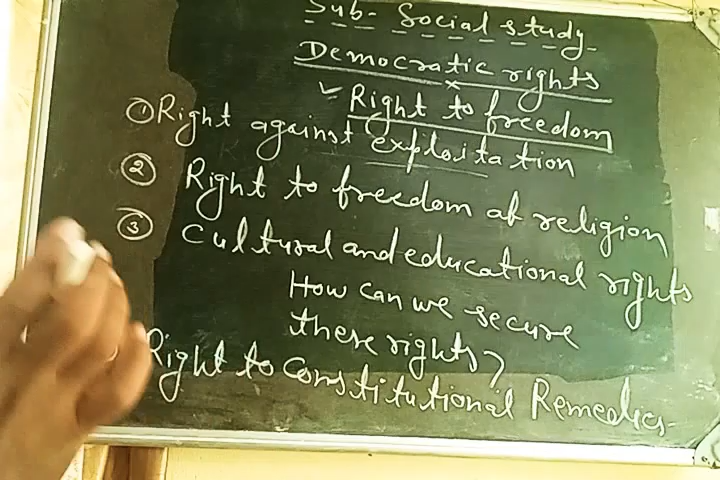 Sub- Social study-
Democratic rights
✓ Right to freedom
① Right against exploitation
② Right to freedom of religion
③ Cultural and educational rights
How can we secure
these rights?
Right to Constitutional Remedies-